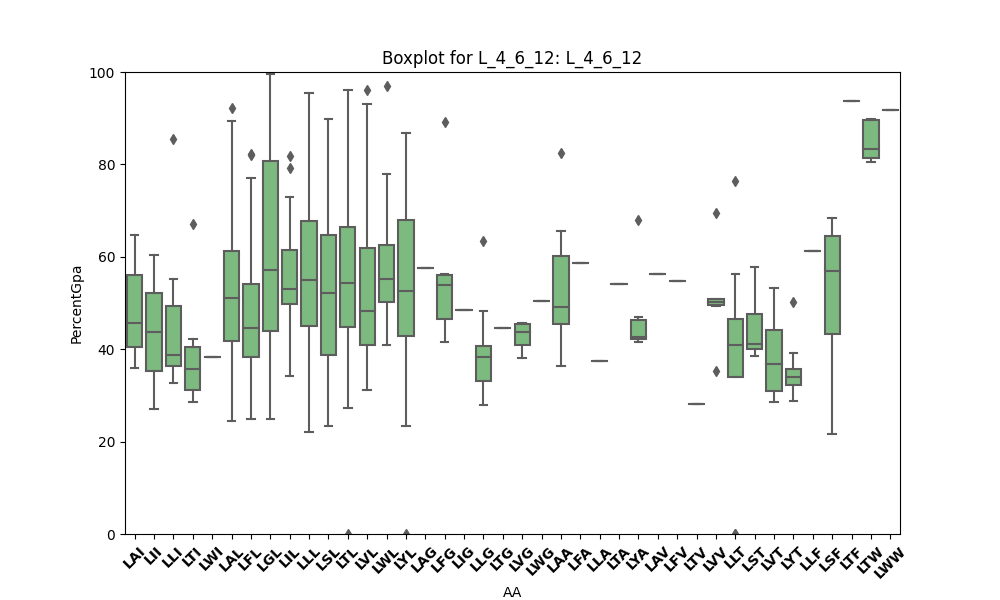 Boxplot for L_4_6_12: L_4_6_12
100
80
60
40
20
0
PercentGpa
LAI LII LLI LTI LWI LAL LFL LGL LIL LLL LSL LTL LVL LWL LYL LAG LFG LIG LLG LTG LVG LWG LAA LFA LLA LTA LYA LAV LFV LTV LVV LLT LST LVT LYT LLF LSF LTF LTW LWW
AA